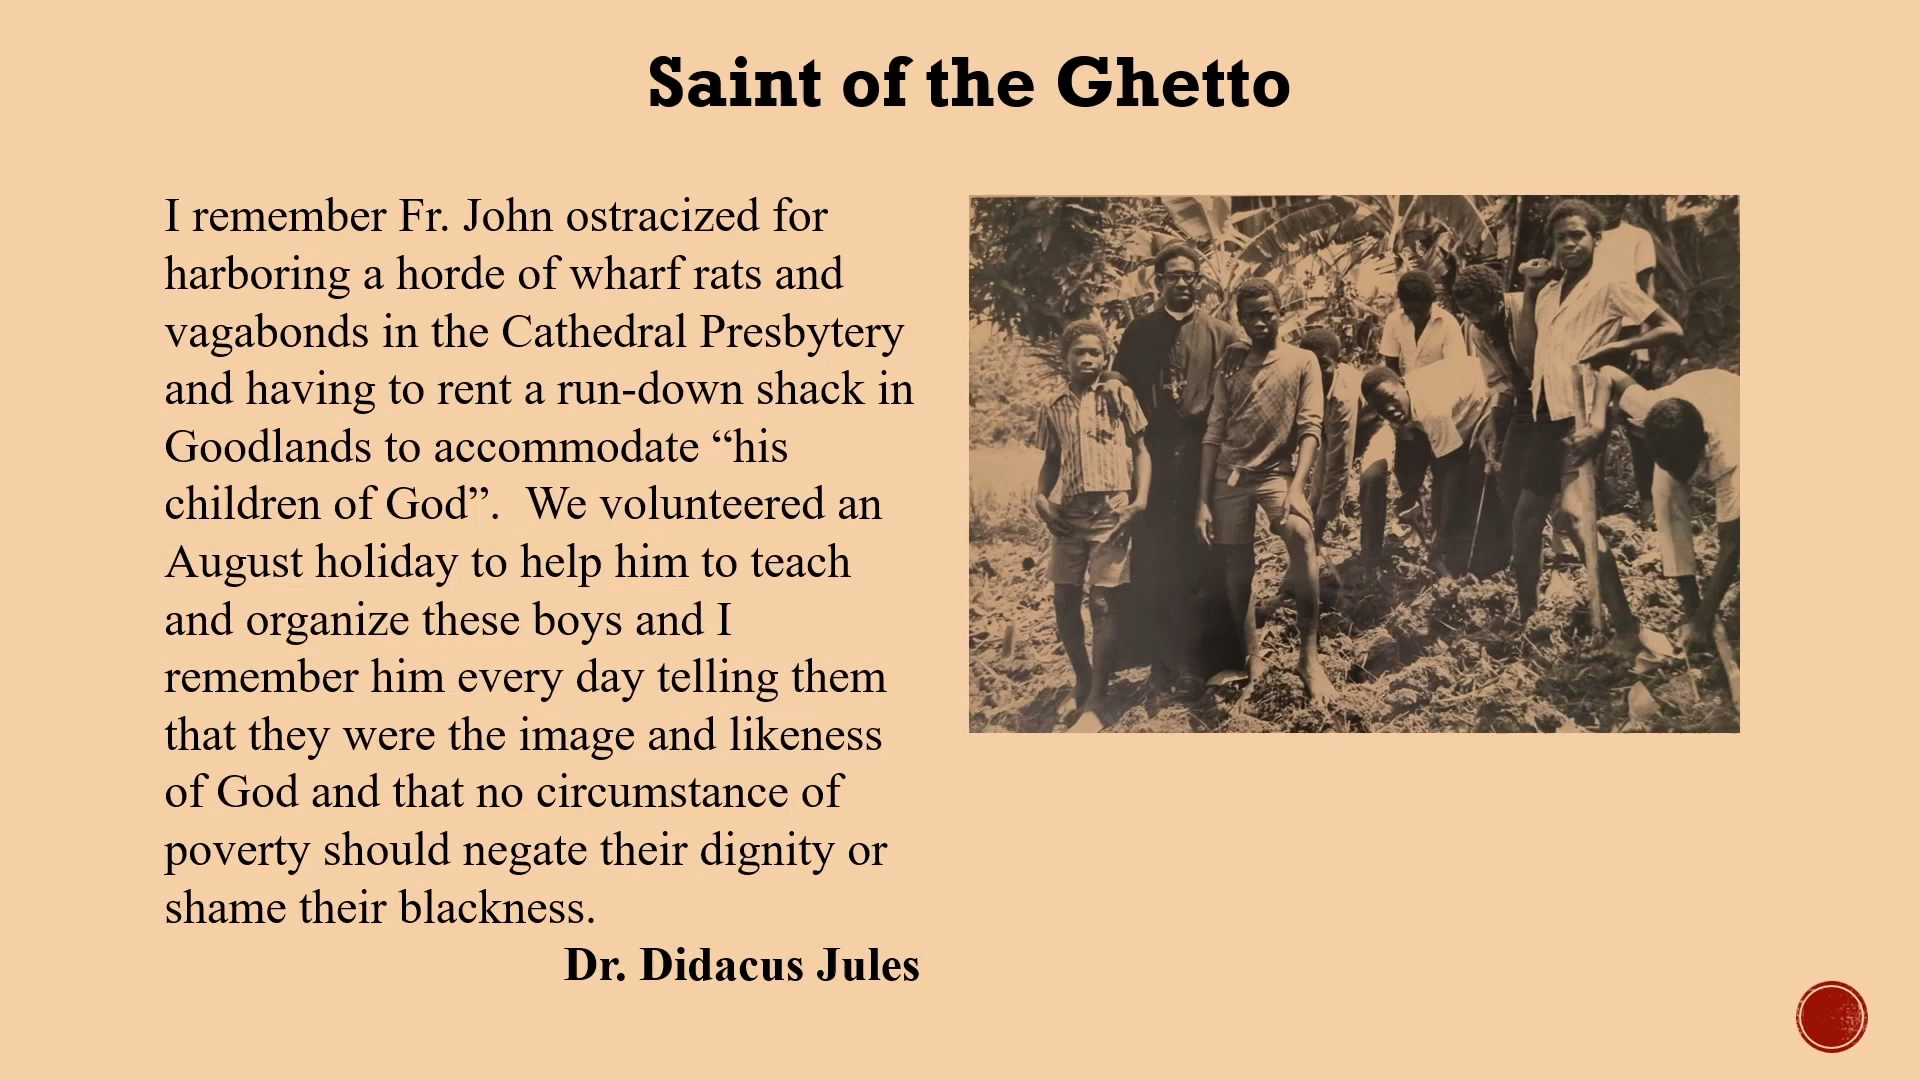 Saint of the Ghetto
I remember Fr. John ostracized for
harboring a horde of wharf rats and
vagabonds in the Cathedral Presbytery
and having to rent a run-down shack in
Goodlands to accommodate “his
children of God”.  We volunteered an
August holiday to help him to teach
and organize these boys and I
remember him every day telling them
that they were the image and likeness
of God and that no circumstance of
poverty should negate their dignity or
shame their blackness.
Dr. Didacus Jules